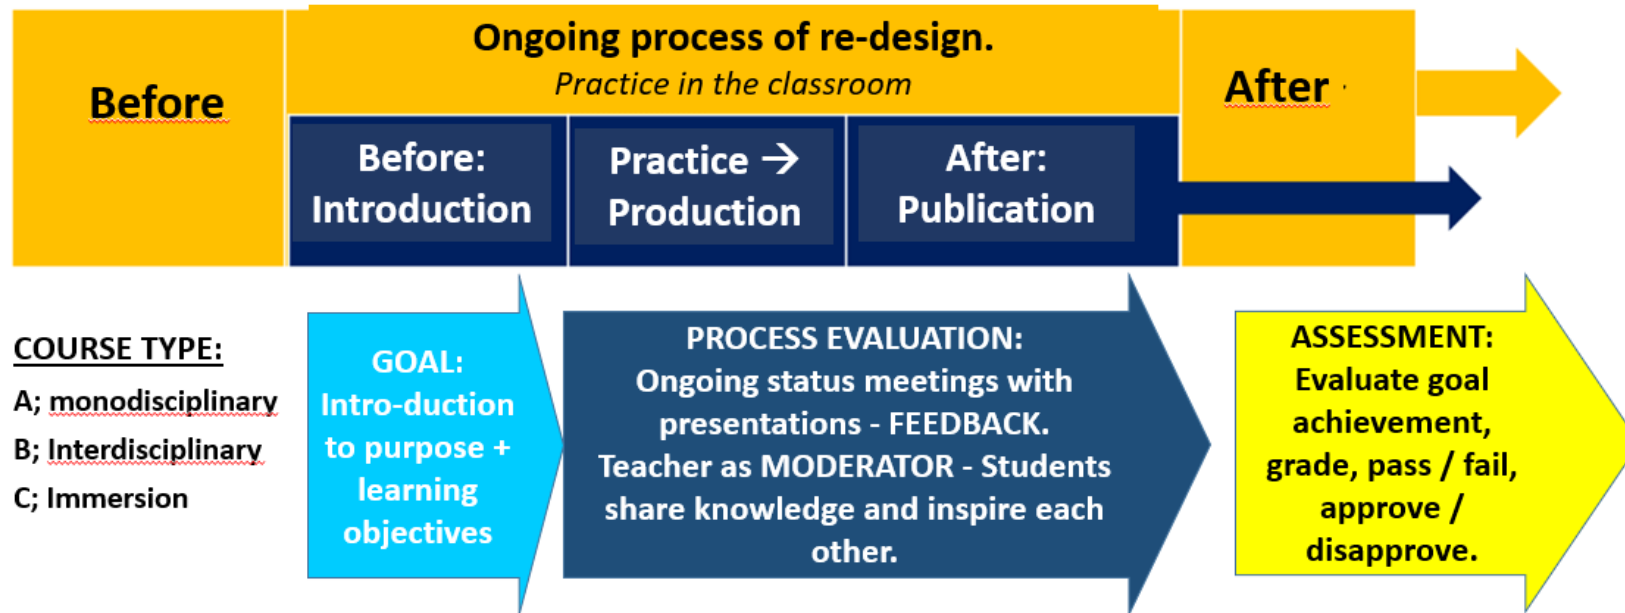 Before
Ongoing process of re-design.
Practice in the classroom
After
Before:
Introduction
Practice →
Production
After:
Publication
COURSE TYPE:
A; monodisciplinary
B; Interdisciplinary
C; Immersion
GOAL:
Intro-duction
to purpose +
learning
objectives
PROCESS EVALUATION:
Ongoing status meetings with
presentations - FEEDBACK.
Teacher as MODERATOR - Students
share knowledge and inspire each
other.
ASSESSMENT:
Evaluate goal
achievement,
grade, pass / fail,
approve /
disapprove.